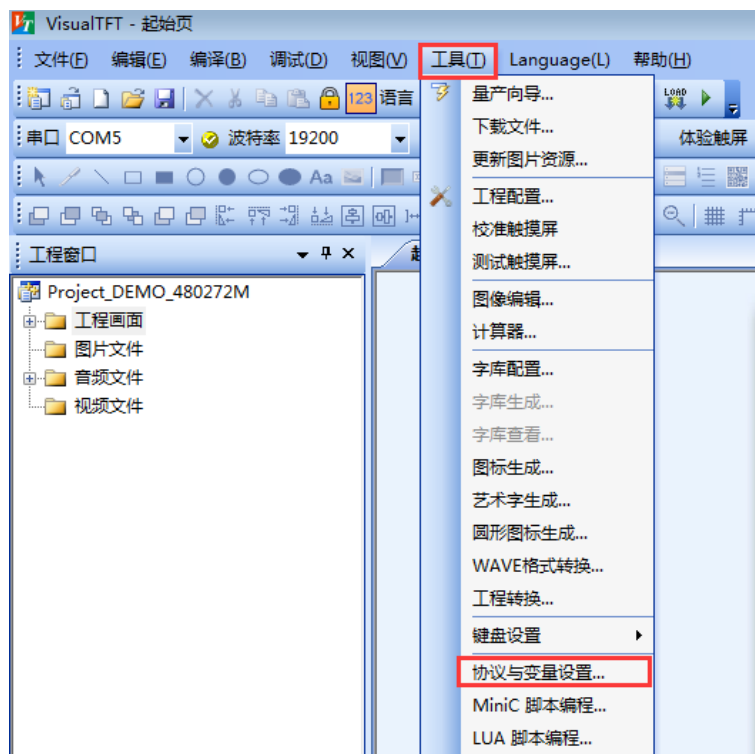 VisualTFT - 起始页
文件(F) 编辑(E) 编译(B) 调试(D) 视图(V) 工具(T) Language(L) 帮助(H)
123 语言 LOAD
串口 COM5 波特率 19200 体验触屏
Aa
工程窗口
Project_DEMO_480272M
工程画面
图片文件
音频文件
视频文件
量产向导...
下载文件...
更新图片资源...
工程配置...
校准触摸屏
测试触摸屏...
图像编辑...
计算器...
字库配置...
字库生成...
字库查看...
图标生成...
艺术字生成...
圆形图标生成...
WAVE格式转换...
工程转换...
键盘设置
协议与变量设置...
MiniC 脚本编程...
LUA 脚本编程...